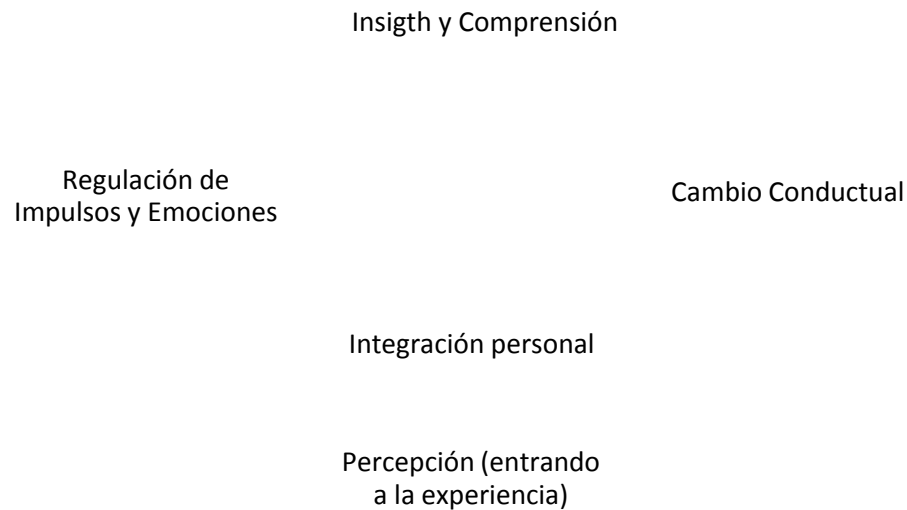 Insigth y Comprensión
Regulación de
Impulsos y Emociones
Cambio Conductual
Integración personal
Percepción (entrando
a la experiencia)